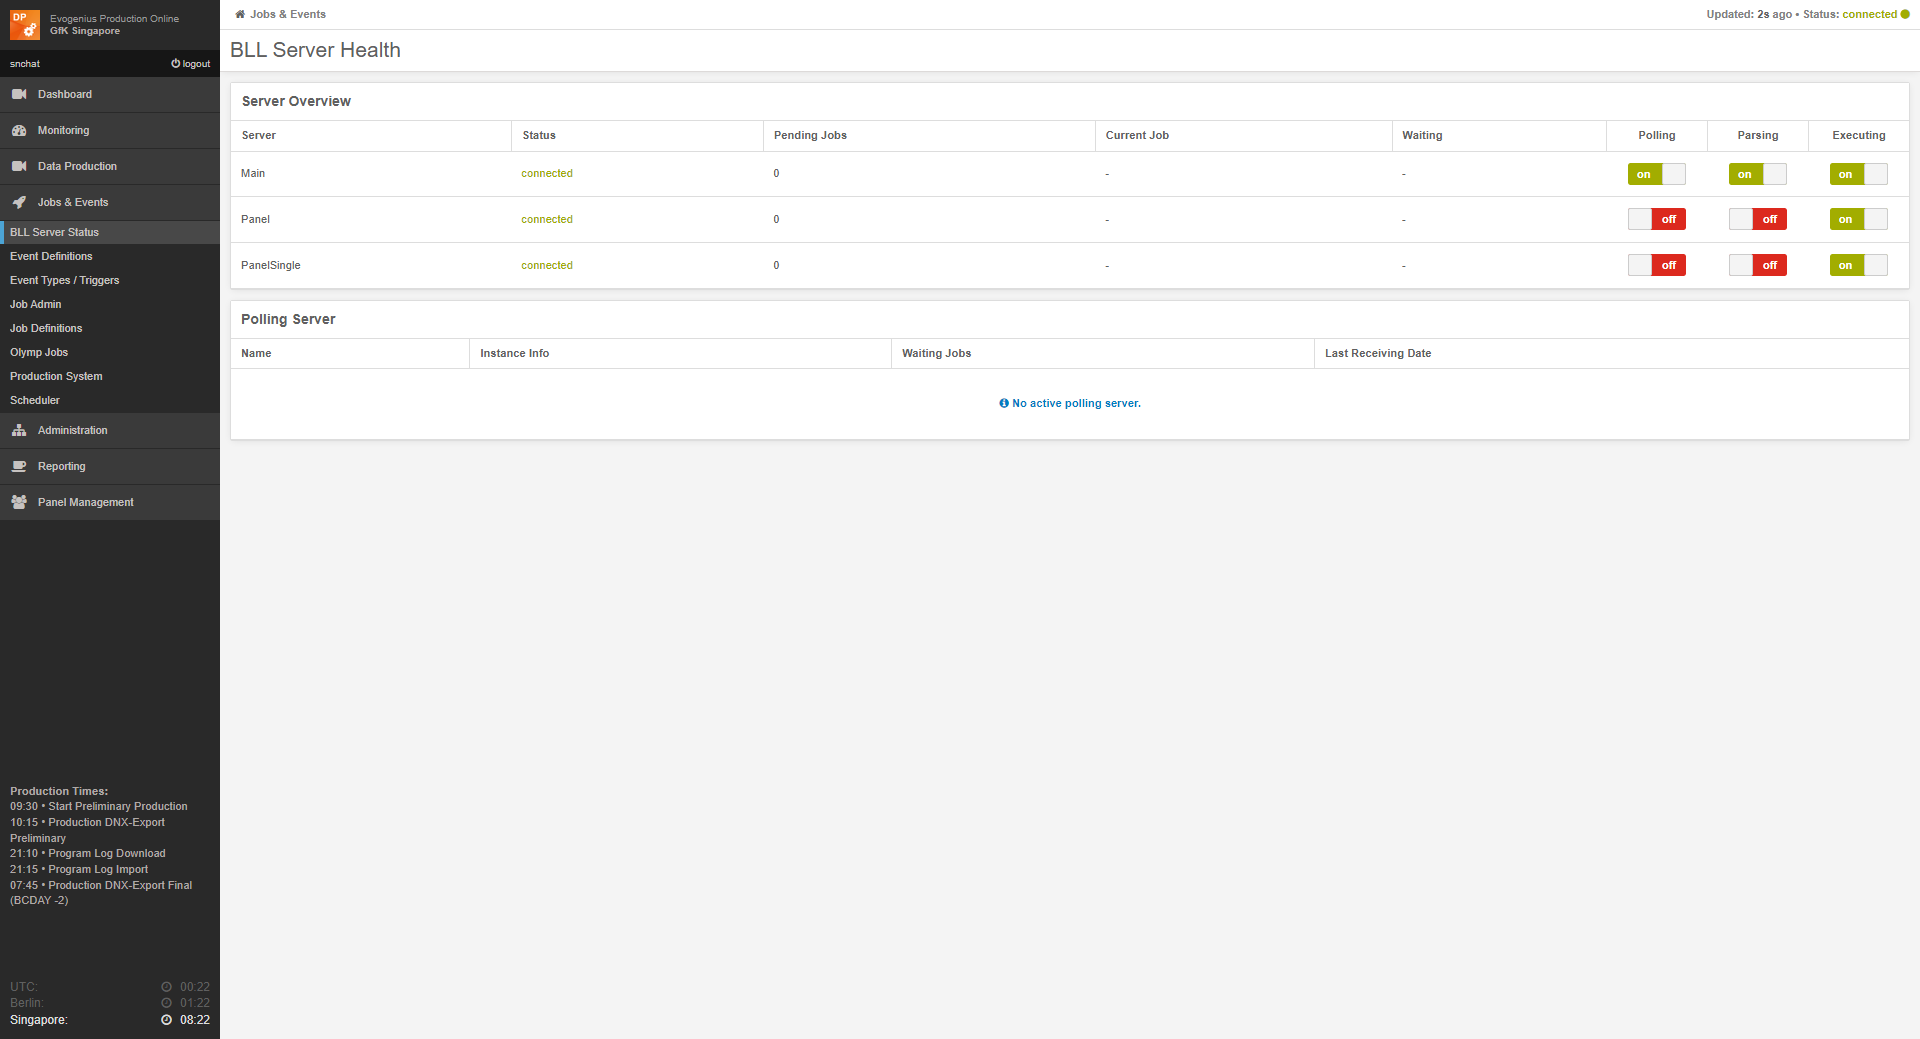 DP
Evogenius Production Online
GfK Singapore
snchat
logout
Dashboard
Monitoring
Data Production
Jobs & Events
BLL Server Status
Event Definitions
Event Types / Triggers
Job Admin
Job Definitions
Olymp Jobs
Production System
Scheduler
Administration
Reporting
Panel Management
Production Times:
09:30 • Start Preliminary Production
10:15 • Production DNX-Export
Preliminary
21:10 • Program Log Download
21:15 • Program Log Import
07:45 • Production DNX-Export Final
(BCDAY -2)
UTC: 00:22
Berlin: 01:22
Singapore: 08:22
Jobs & Events
Updated: 2s ago • Status: connected
BLL Server Health
Server Overview
Server Status Pending Jobs Current Job Waiting Polling Parsing Executing
Main connected 0 - - on on on
Panel connected 0 - - off off on
PanelSingle connected 0 - - off off on
Polling Server
Name Instance Info Waiting Jobs Last Receiving Date
No active polling server.